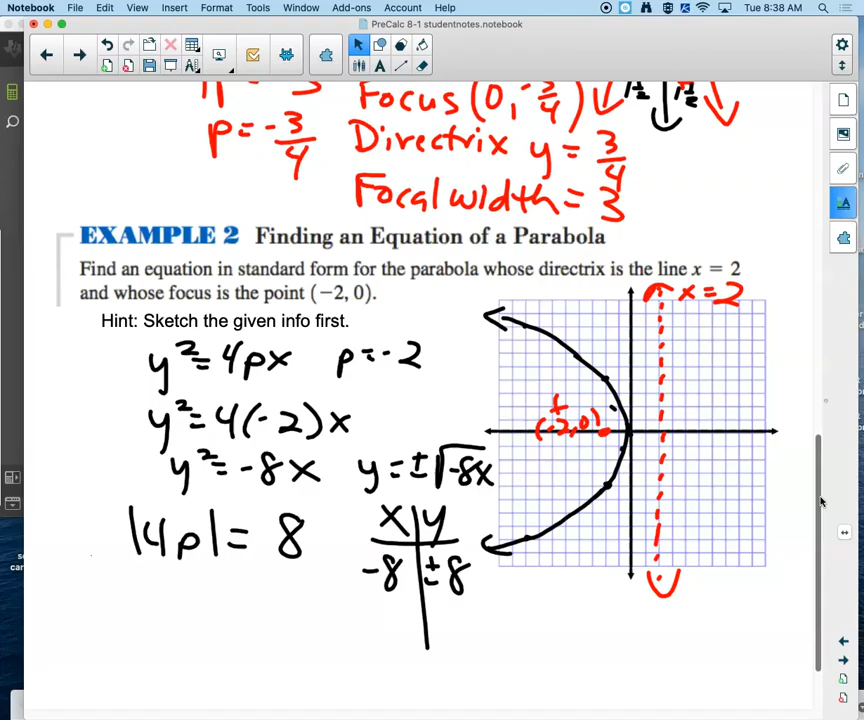 Notebook File Edit View Insert Format Tools Window Add-ons Account Help Tue 8:38 AM
PreCalc 8-1 studentnotes.notebook
Focus (0, -3/4)
p = -3/4
Directrix y = 3/4
Focal width = 3
EXAMPLE 2 Finding an Equation of a Parabola
Find an equation in standard form for the parabola whose directrix is the line x = 2
and whose focus is the point (−2, 0).
Hint: Sketch the given info first.
x = 2
y² = 4px p = -2
y² = 4(-2)x
(-2, 0)
y² = -8x y = ±√-8x
|4p| = 8
x y
-8 ±8